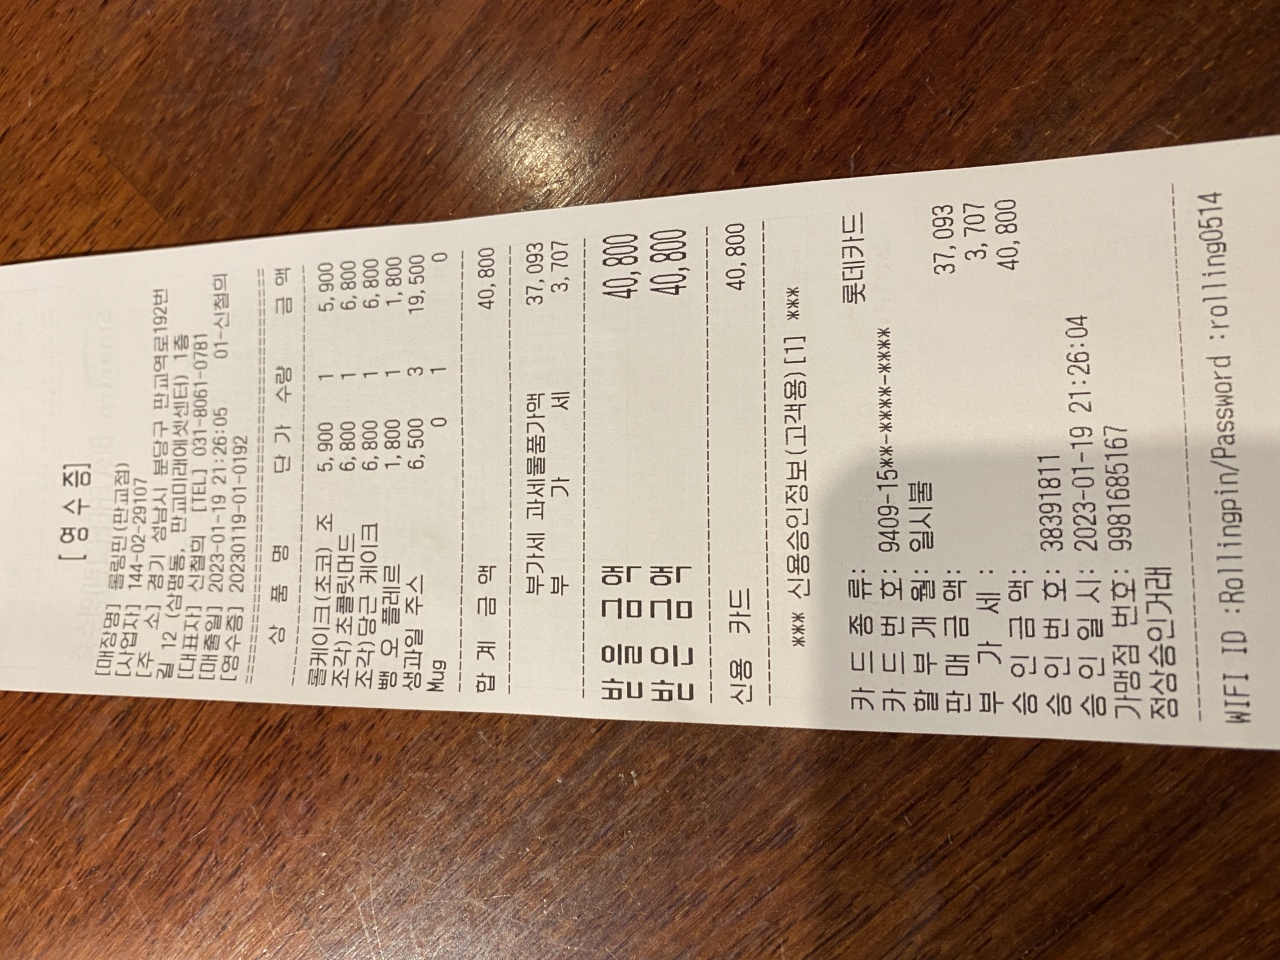 [ 영 수 증 ]
[매장명] 롤링핀(판교점)
[사업자] 144-02-29107
[주 소] 경기 성남시 분당구 판교역로192번
길 12 (삼평동, 판교미래에셋센터) 1층
[대표자] 신철의 [TEL] 031-8061-0781
[매출일] 2023-01-19 21:26:05 01-신철의
[영수증] 20230119-01-0192
==========================================
상 품 명 단 가 수량 금 액
------------------------------------------
롤케이크(초코) 조 5,900 1 5,900
조각)초콜릿머드 6,800 1 6,800
조각)당근 케이크 6,800 1 6,800
뺑 오 플레르 1,800 1 1,800
생과일 주스 6,500 3 19,500
Mug 0 1 0
------------------------------------------
합 계 금 액 40,800
------------------------------------------
부가세 과세물품가액 37,093
부 가 세 3,707
------------------------------------------
받을금액 40,800
받은금액 40,800
------------------------------------------
신용 카드 40,800
------------------------------------------
*** 신용승인정보(고객용)[1] ***
카 드 종 류: 롯데카드
카 드 번 호: 9409-15**-****-****
할 부 개 월: 일시불
판 매 금 액: 37,093
부 가 세 : 3,707
승 인 금 액: 40,800
승 인 번 호: 38391811
승 인 일 시: 2023-01-19 21:26:04
가맹점 번호: 99816851​67
정상승인거래
------------------------------------------
WIFI ID :Rollingpin/Password :rolling0514